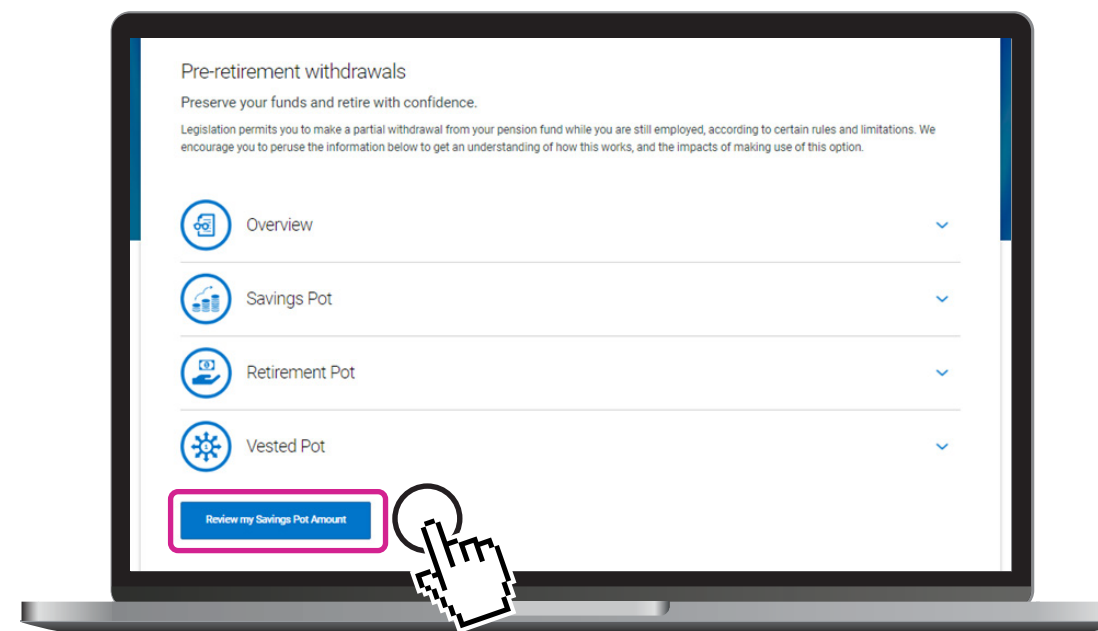 Pre-retirement withdrawals
Preserve your funds and retire with confidence.
Legislation permits you to make a partial withdrawal from your pension fund while you are still employed, according to certain rules and limitations. We
encourage you to peruse the information below to get an understanding of how this works, and the impacts of making use of this option.
Overview
Savings Pot
Retirement Pot
Vested Pot
Review my Savings Pot Amount